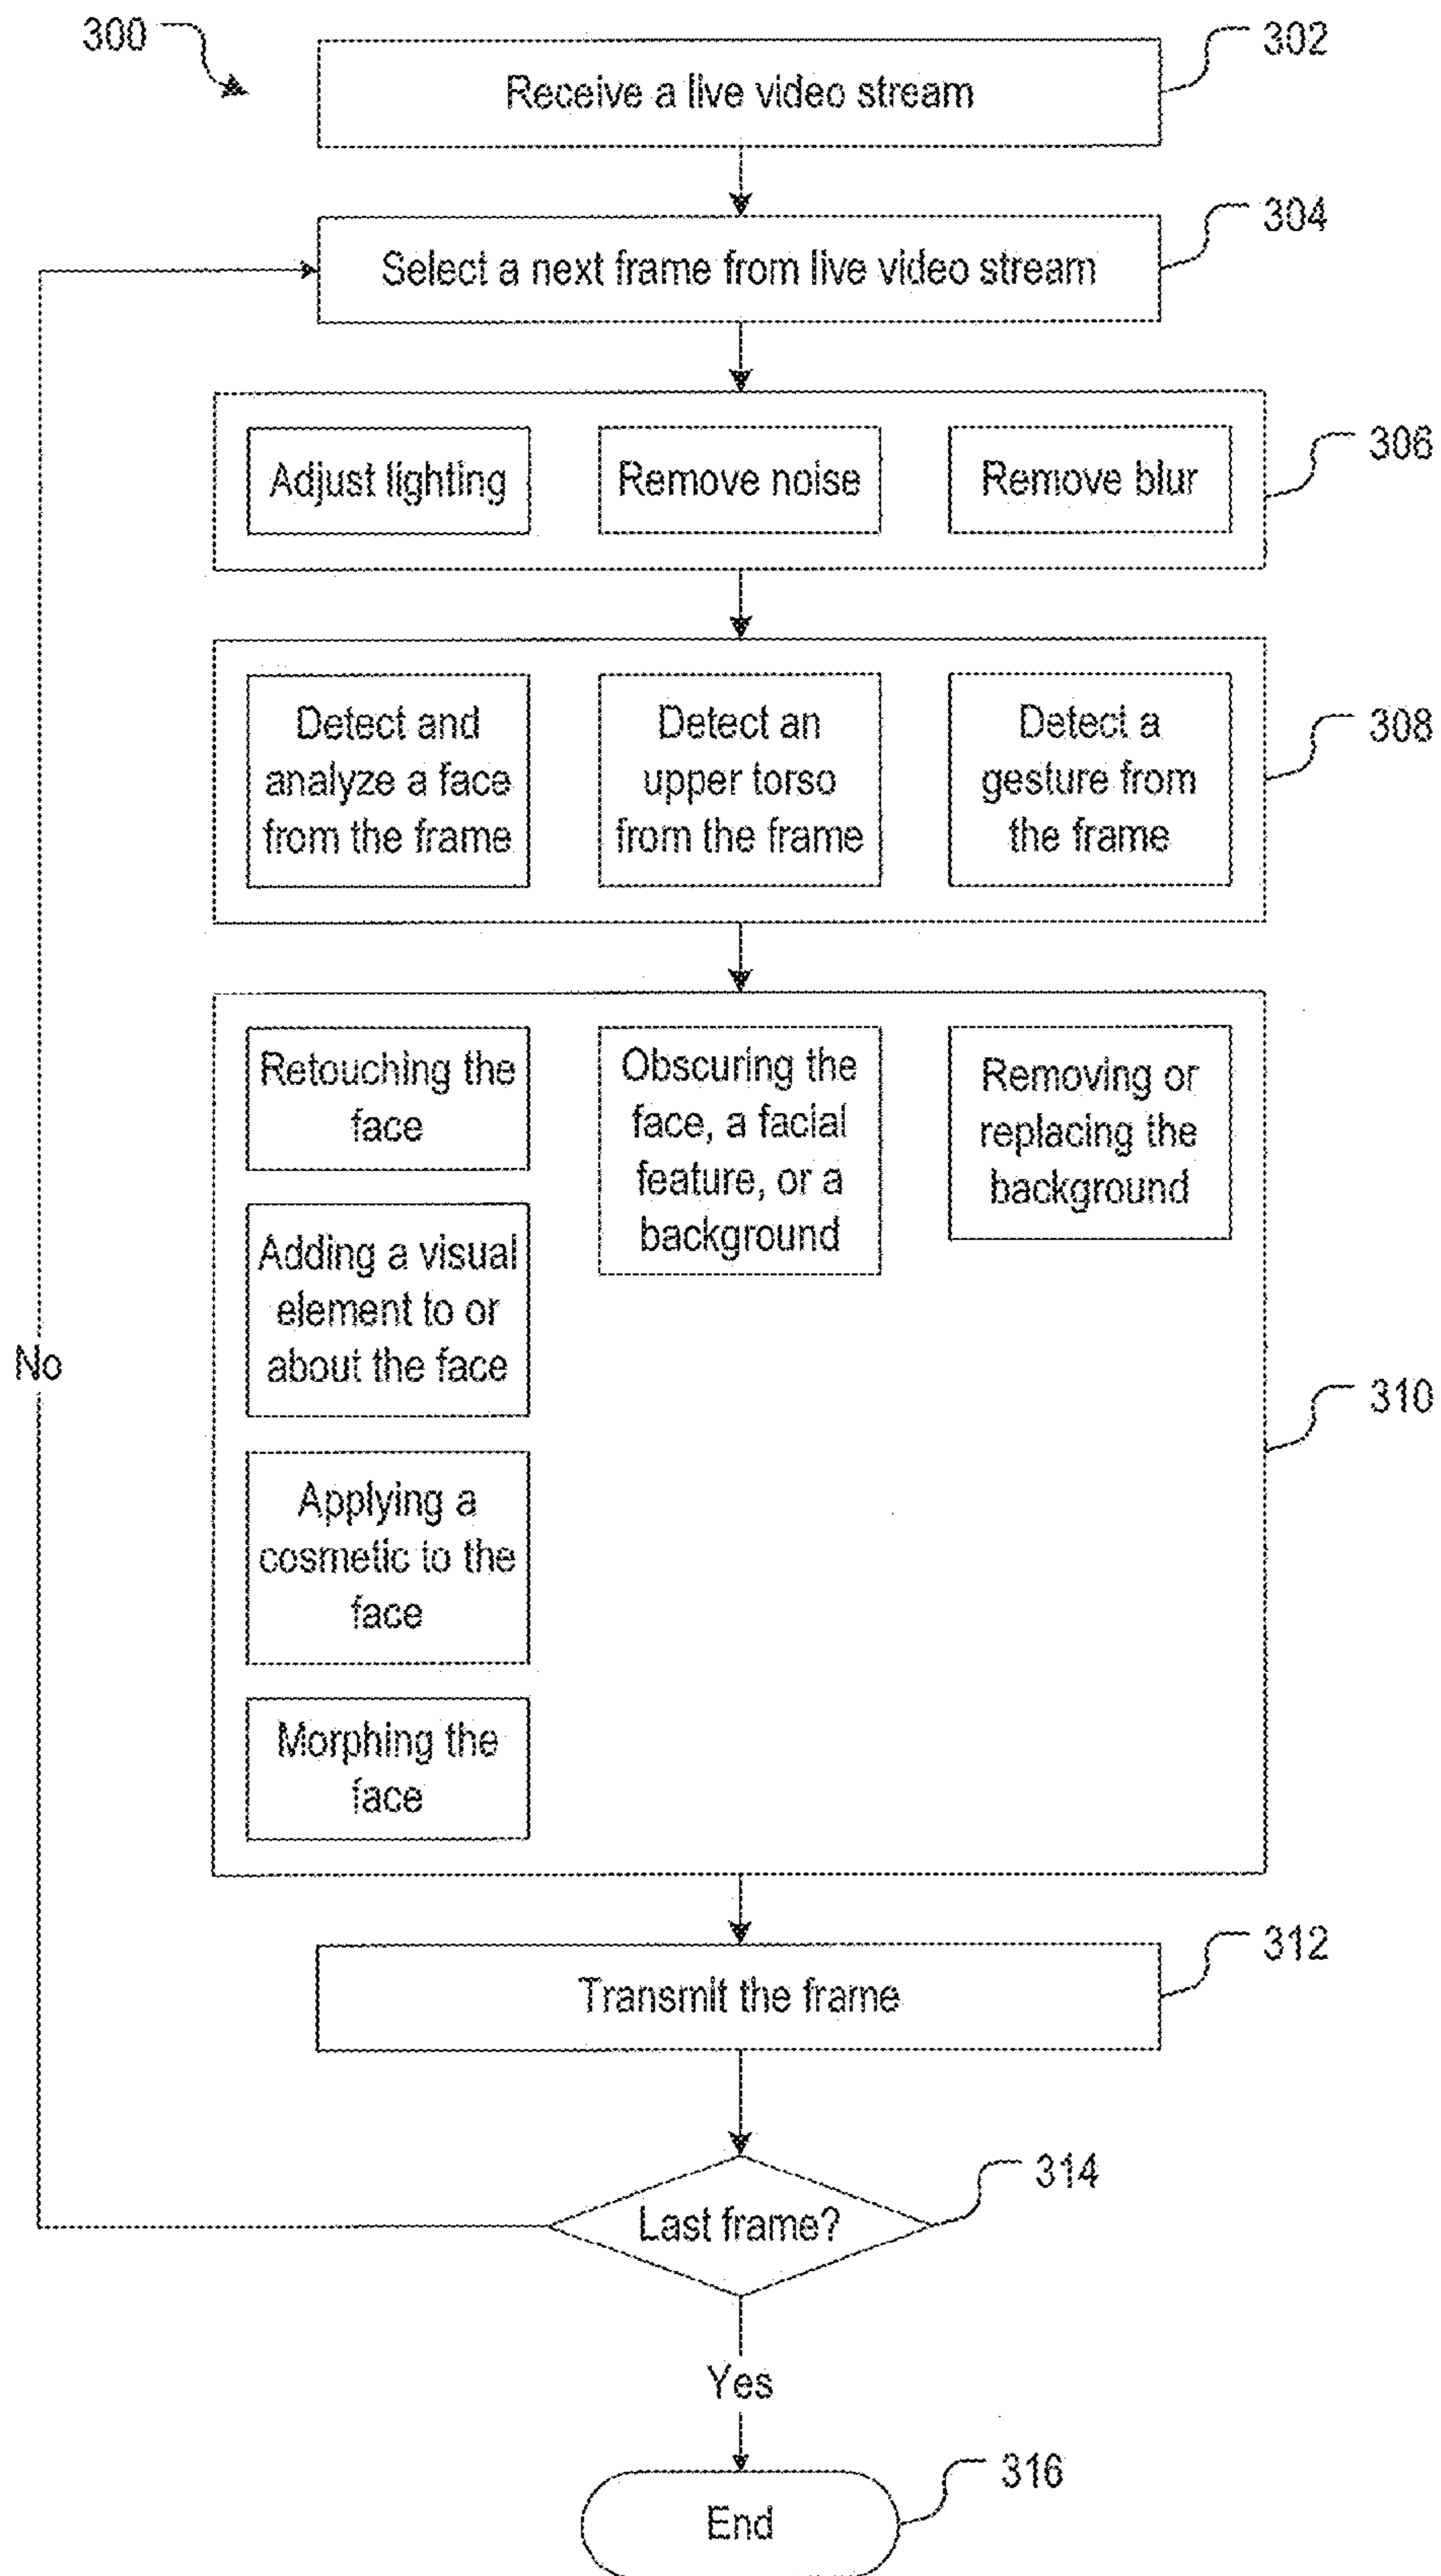 300
302
Receive a live video stream
304
Select a next frame from live video stream
306
Adjust lighting
Remove noise
Remove blur
308
Detect and
analyze a face
from the frame
Detect an
upper torso
from the frame
Detect a
gesture from
the frame
310
Retouching the
face
Adding a visual
element to or
about the face
Applying a
cosmetic to the
face
Morphing the
face
Obscuring the
face, a facial
feature, or a
background
Removing or
replacing the
background
No
312
Transmit the frame
314
Last frame?
Yes
316
End